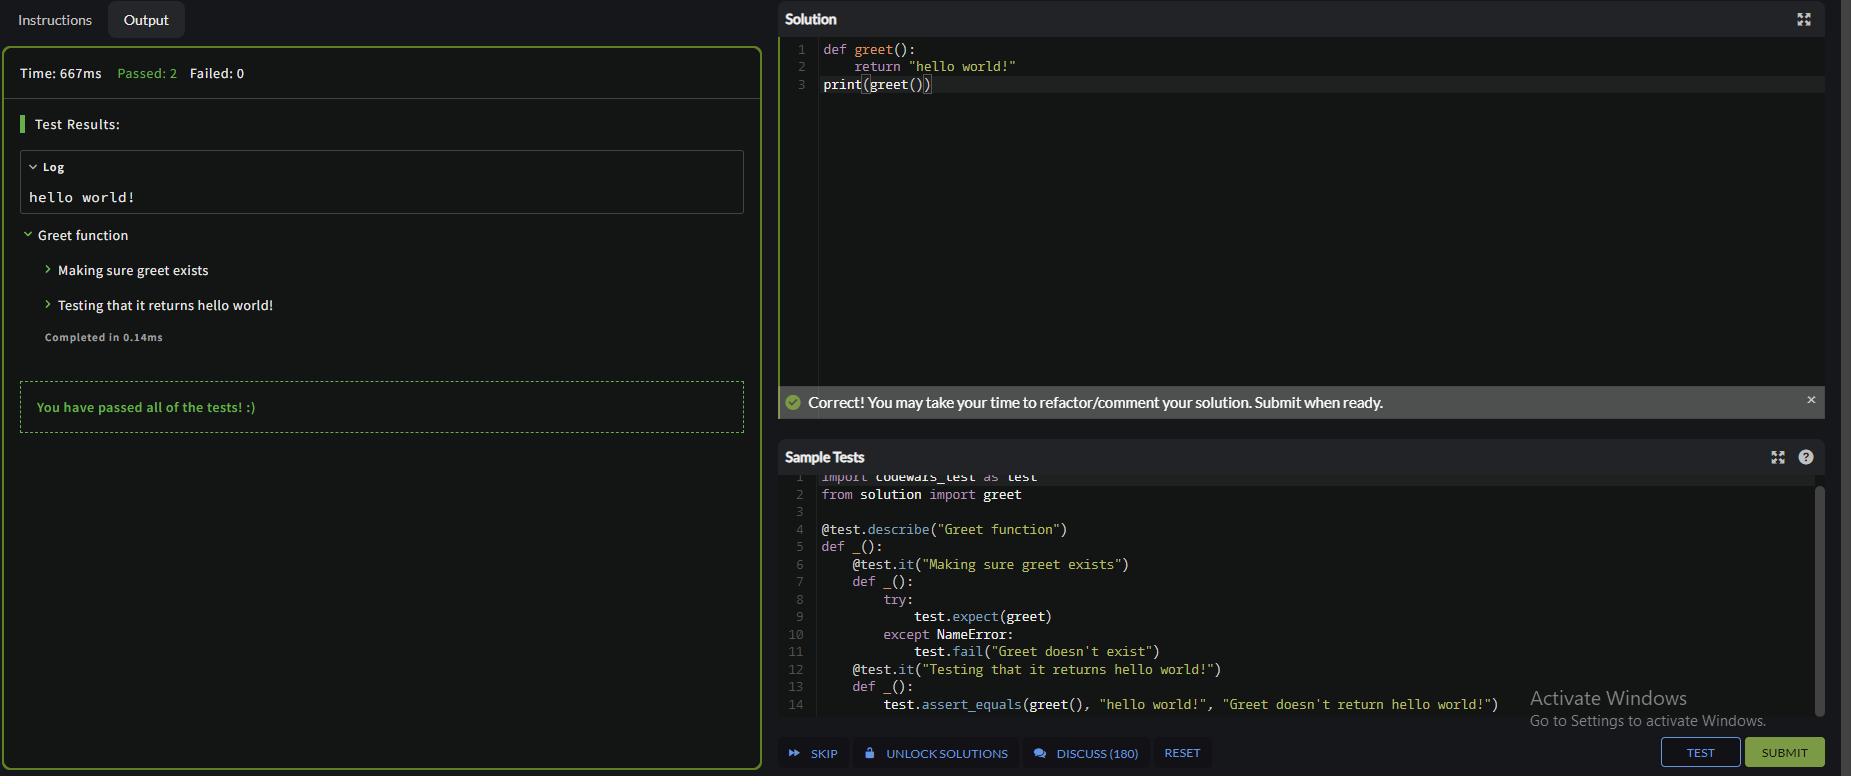 Instructions Output
Time: 667ms Passed: 2 Failed: 0
Test Results:
Log
hello world!
Greet function
Making sure greet exists
Testing that it returns hello world!
Completed in 0.14ms
You have passed all of the tests! :)
Solution
1 def greet():
2 return "hello world!"
3 print(greet())
Correct! You may take your time to refactor/comment your solution. Submit when ready.
Sample Tests
1 import codewars_test as test
2 from solution import greet
3
4 @test.describe("Greet function")
5 def _():
6 @test.it("Making sure greet exists")
7 def _():
8 try:
9 test.expect(greet)
10 except NameError:
11 test.fail("Greet doesn't exist")
12 @test.it("Testing that it returns hello world!")
13 def _():
14 test.assert_equals(greet(), "hello world!", "Greet doesn't return hello world!")
Activate Windows
Go to Settings to activate Windows.
SKIP UNLOCK SOLUTIONS DISCUSS (180) RESET TEST SUBMIT